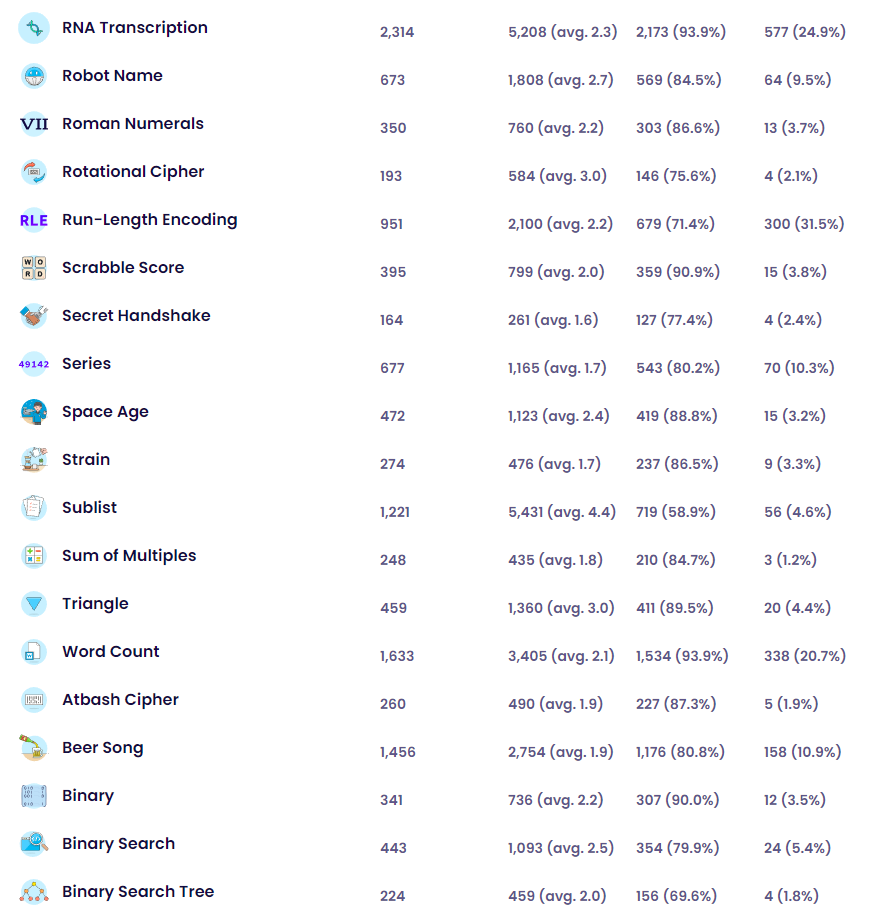 RNA Transcription 2,314 5,208 (avg. 2.3) 2,173 (93.9%) 577 (24.9%)
Robot Name 673 1,808 (avg. 2.7) 569 (84.5%) 64 (9.5%)
VII Roman Numerals 350 760 (avg. 2.2) 303 (86.6%) 13 (3.7%)
Rotational Cipher 193 584 (avg. 3.0) 146 (75.6%) 4 (2.1%)
RLE Run-Length Encoding 951 2,100 (avg. 2.2) 679 (71.4%) 300 (31.5%)
WORD Scrabble Score 395 799 (avg. 2.0) 359 (90.9%) 15 (3.8%)
Secret Handshake 164 261 (avg. 1.6) 127 (77.4%) 4 (2.4%)
49142 Series 677 1,165 (avg. 1.7) 543 (80.2%) 70 (10.3%)
Space Age 472 1,123 (avg. 2.4) 419 (88.8%) 15 (3.2%)
Strain 274 476 (avg. 1.7) 237 (86.5%) 9 (3.3%)
Sublist 1,221 5,431 (avg. 4.4) 719 (58.9%) 56 (4.6%)
Sum of Multiples 248 435 (avg. 1.8) 210 (84.7%) 3 (1.2%)
Triangle 459 1,360 (avg. 3.0) 411 (89.5%) 20 (4.4%)
W Word Count 1,633 3,405 (avg. 2.1) 1,534 (93.9%) 338 (20.7%)
Atbash Cipher 260 490 (avg. 1.9) 227 (87.3%) 5 (1.9%)
Beer Song 1,456 2,754 (avg. 1.9) 1,176 (80.8%) 158 (10.9%)
Binary 341 736 (avg. 2.2) 307 (90.0%) 12 (3.5%)
Binary Search 443 1,093 (avg. 2.5) 354 (79.9%) 24 (5.4%)
Binary Search Tree 224 459 (avg. 2.0) 156 (69.6%) 4 (1.8%)